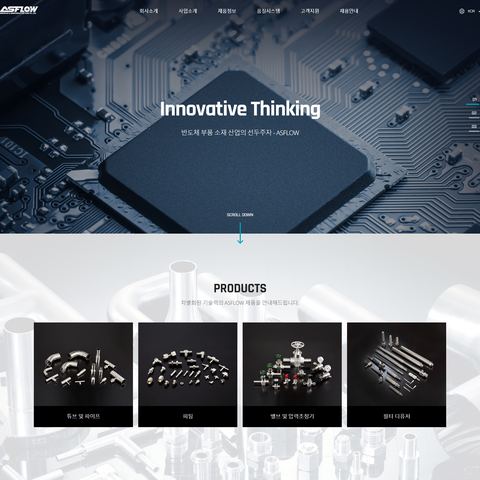 ASFLOW
회사소개 사업소개 제품정보 품질시스템 고객지원 채용안내 KOR
Innovative Thinking
반도체 부품 소재 산업의 선두주자 - ASFLOW
01
02
03
SCROLL DOWN
PRODUCTS
차별화된 기술력의 ASFLOW 제품을 안내해드립니다.
튜브 및 파이프 피팅 밸브 및 압력조정기 필터 디퓨져